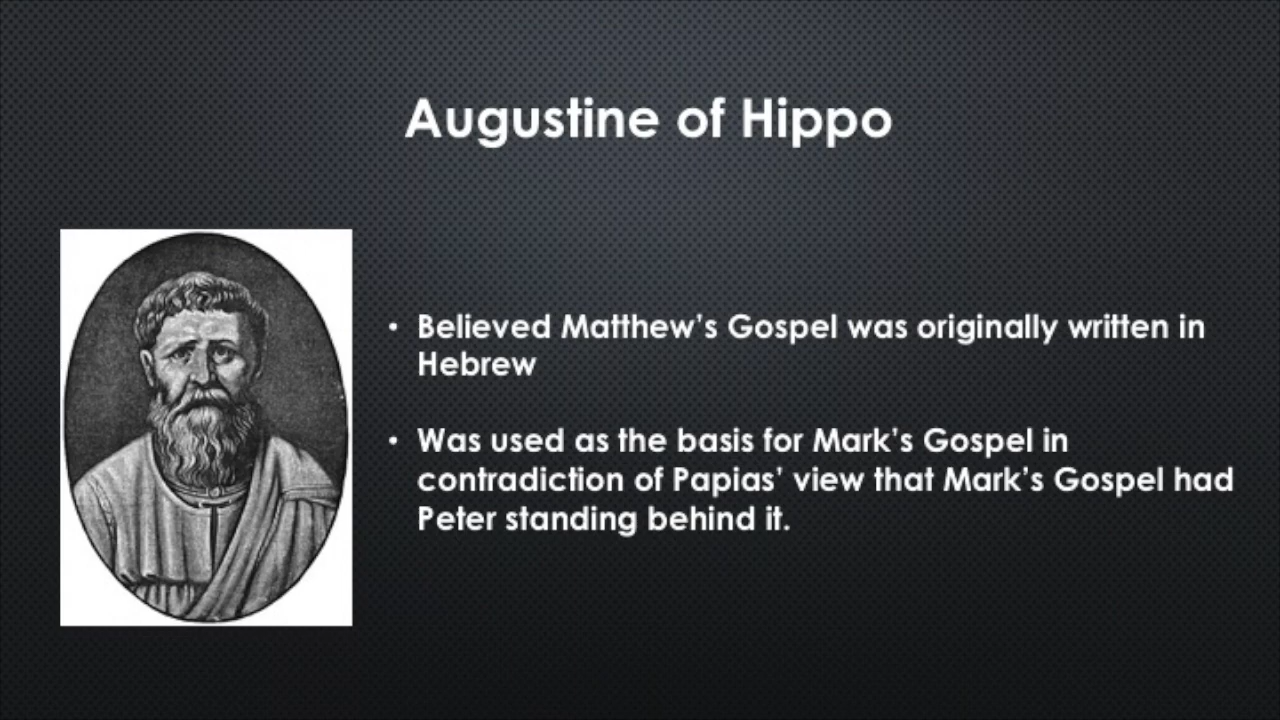 Augustine of Hippo
• Believed Matthew's Gospel was originally written in
Hebrew
• Was used as the basis for Mark's Gospel in
contradiction of Papias' view that Mark's Gospel had
Peter standing behind it.